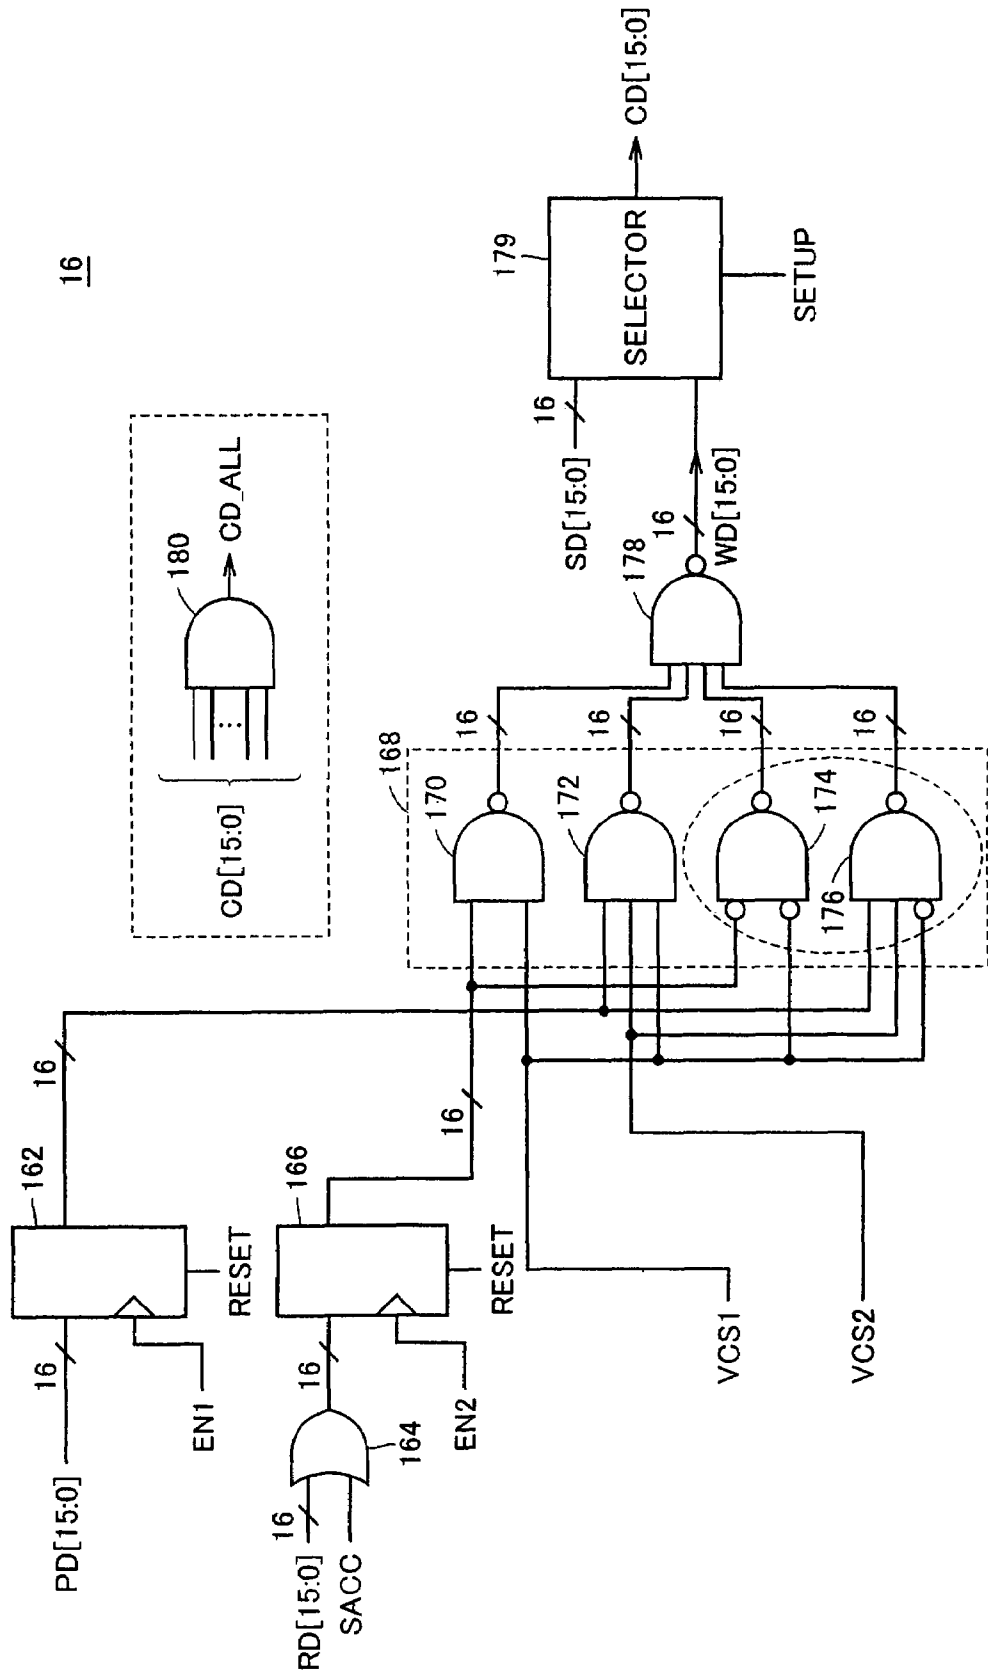 16
CD[15:0]
180
CD_ALL
PD[15:0]
16
EN1
162
RESET
16
RD[15:0]
16
SACC
164
16
EN2
166
RESET
16
VCS1
VCS2
168
170
172
174
176
16
16
16
16
178
16
WD[15:0]
SD[15:0]
16
179
SELECTOR
SETUP
CD[15:0]